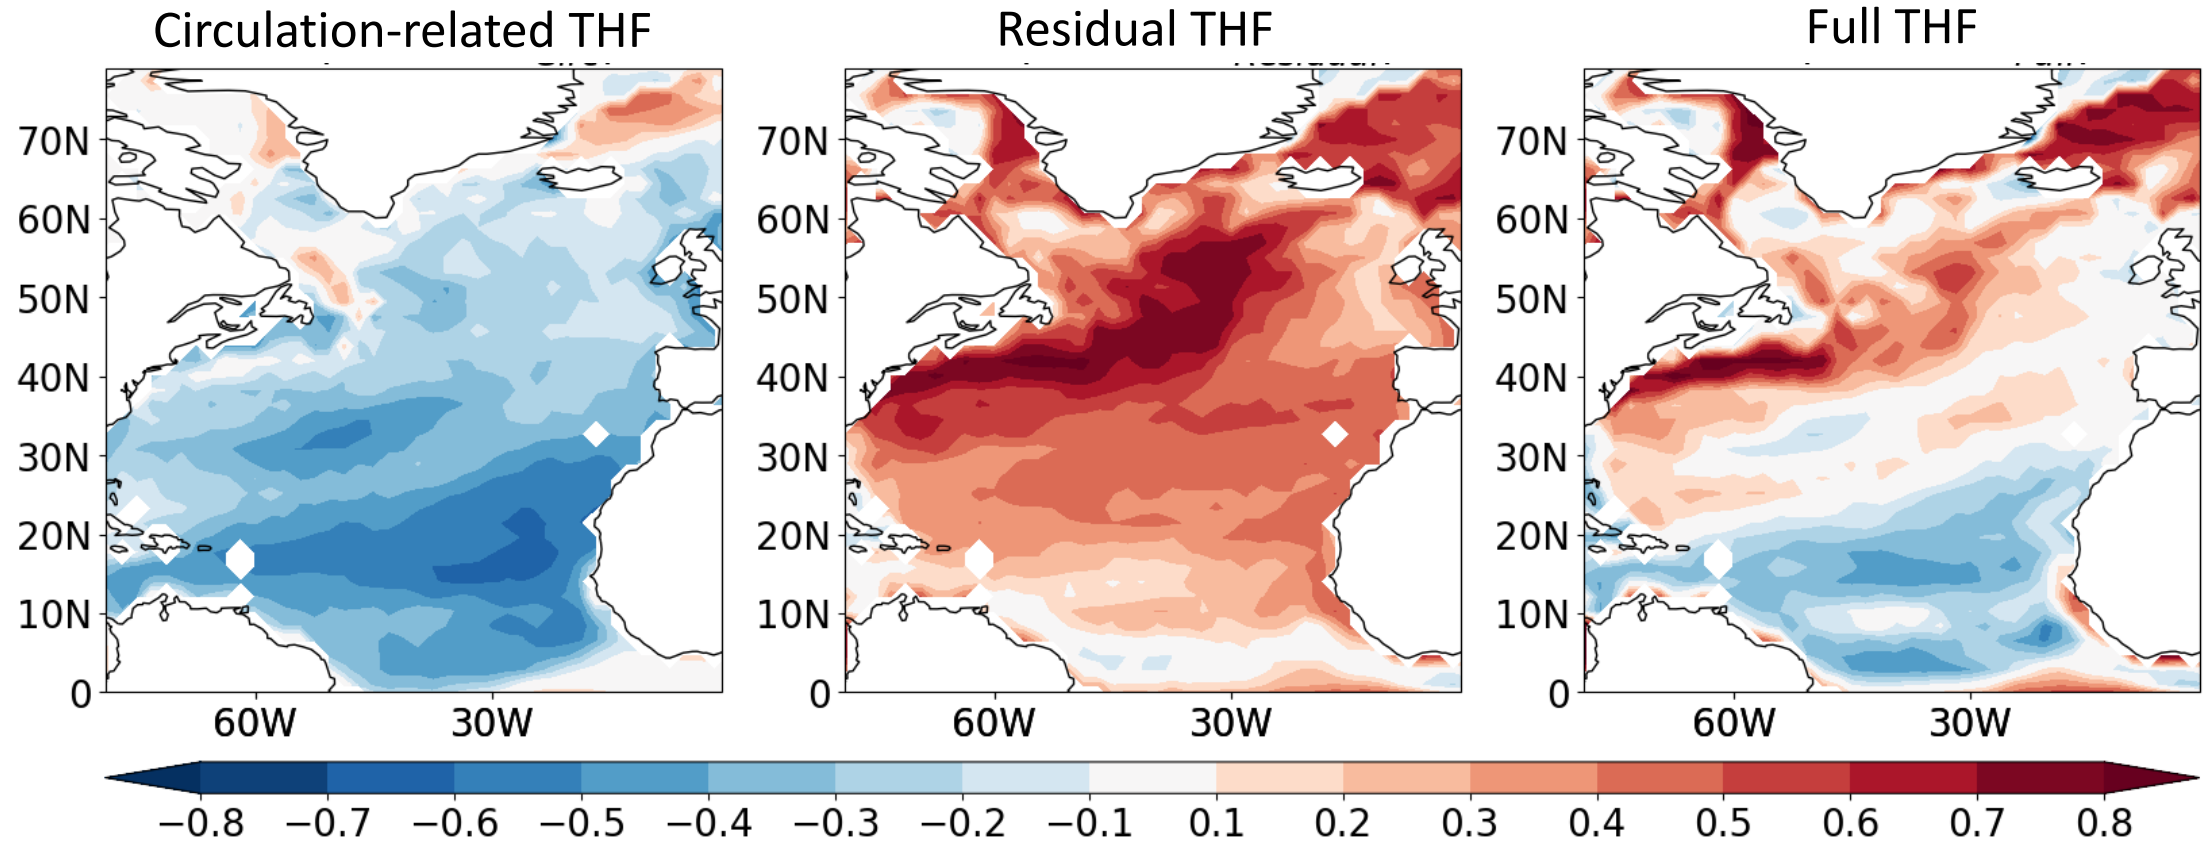 Circulation-related THF
Residual THF
Full THF
70N
60N
50N
40N
30N
20N
10N
0
60W
30W
70N
60N
50N
40N
30N
20N
10N
0
60W
30W
70N
60N
50N
40N
30N
20N
10N
0
60W
30W
−0.8
−0.7
−0.6
−0.5
−0.4
−0.3
−0.2
−0.1
0.1
0.2
0.3
0.4
0.5
0.6
0.7
0.8